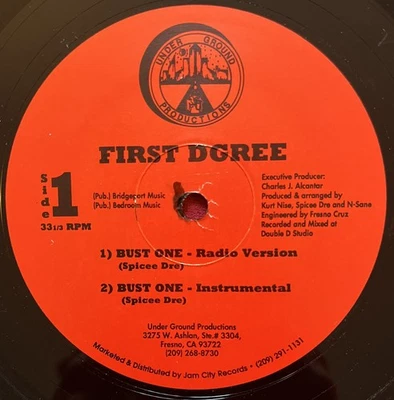 UNDER GROUND
PRODUCTIONS
FIRST DGREE
Side 1
33 1/3 RPM
(Pub.) Bridgeport Music
(Pub.) Bedroom Music
Executive Producer:
Charles J. Alcantar
Produced & arranged by
Kurt Nise, Spicee Dre and N-Sane
Engineered by Fresna Cruz
Recorded and Mixed at
Double D Studio
1) BUST ONE - Radio Version
(Spicee Dre)
2) BUST ONE - Instrumental
(Spicee Dre)
Under Ground Productions
3275 W. Ashlan, Ste.# 3304,
Fresno, CA 93722
(209) 268-8730
Marketed & Distributed by Jam City Records • (209) 291-1131